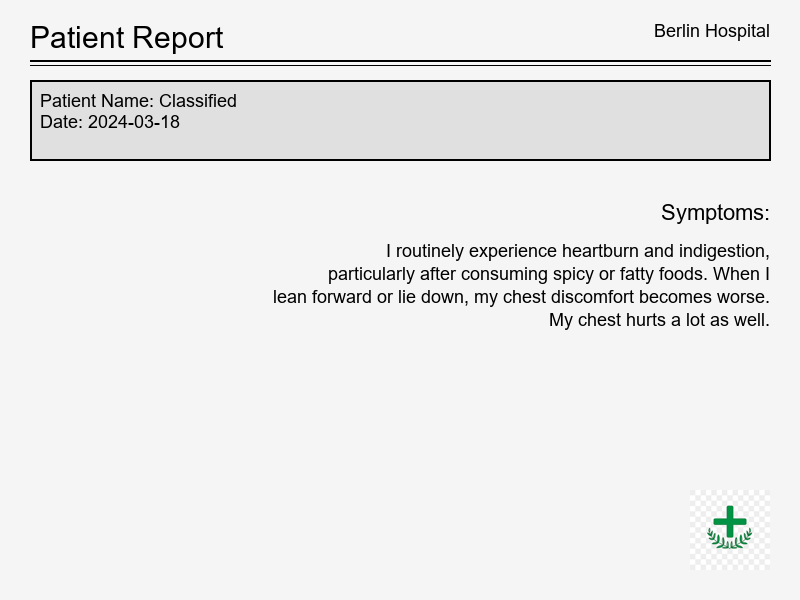 Patient Report
Berlin Hospital
Patient Name: Classified
Date: 2024-03-18
Symptoms:
I routinely experience heartburn and indigestion,
particularly after consuming spicy or fatty foods. When I
lean forward or lie down, my chest discomfort becomes worse.
My chest hurts a lot as well.